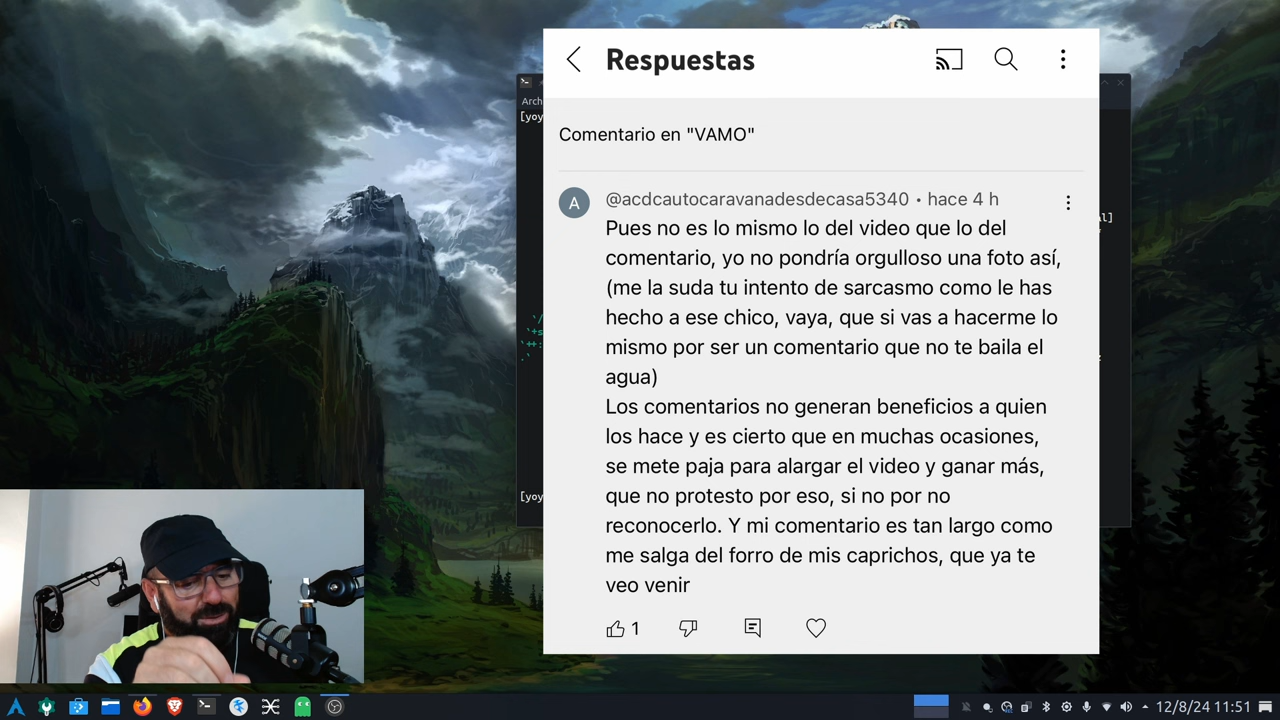 Respuestas
Arch
[yoy
Comentario en "VAMO"
A
@acdcautocaravanadesdecasa5340 • hace 4 h
Pues no es lo mismo lo del video que lo del
comentario, yo no pondría orgulloso una foto así,
(me la suda tu intento de sarcasmo como le has
hecho a ese chico, vaya, que si vas a hacerme lo
mismo por ser un comentario que no te baila el
agua)
Los comentarios no generan beneficios a quien
los hace y es cierto que en muchas ocasiones,
se mete paja para alargar el video y ganar más,
que no protesto por eso, si no por no
reconocerlo. Y mi comentario es tan largo como
me salga del forro de mis caprichos, que ya te
veo venir
[yoy
1
12/8/24 11:51